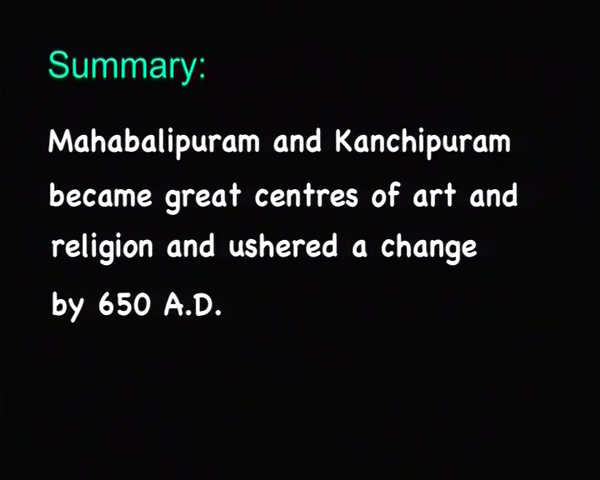 Summary:
Mahabalipuram and Kanchipuram
became great centres of art and
religion and ushered a change
by 650 A.D.